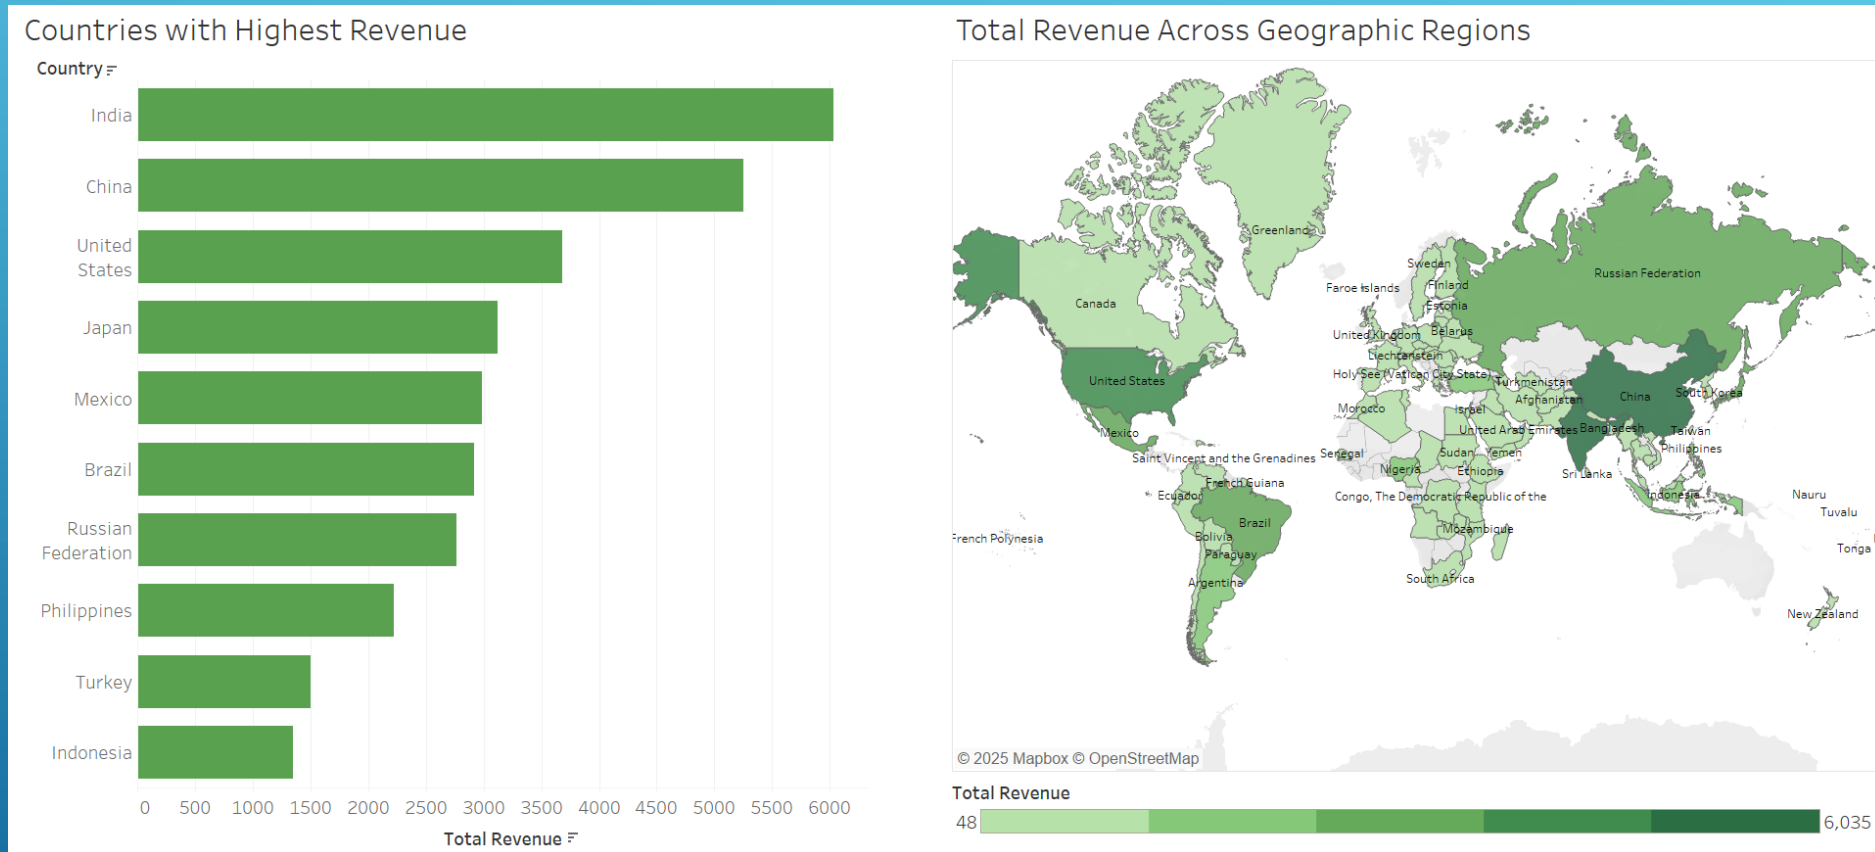 Countries with Highest Revenue
Country
India
China
United
States
Japan
Mexico
Brazil
Russian
Federation
Philippines
Turkey
Indonesia
0 500 1000 1500 2000 2500 3000 3500 4000 4500 5000 5500 6000
Total Revenue
Total Revenue Across Geographic Regions
Greenland
Sweden
Russian Federation
Faroe Islands
Finland
Canada
Estonia
United Kingdom
Belarus
Liechtenstein
Holy See (Vatican City State)
United States
Turkmenistan
Afghanistan
China
South Korea
Morocco
Israel
Mexico
United Arab Emirates
Bangladesh
Taiwan
Saint Vincent and the Grenadines
Senegal
Sudan
Yemen
Philippines
Nigeria
Ethiopia
Sri Lanka
French Guiana
Ecuador
Congo, The Democratic Republic of the
Indonesia
Nauru
Tuvalu
Brazil
Mozambique
Bolivia
French Polynesia
Tonga
Paraguay
Argentina
South Africa
New Zealand
© 2025 Mapbox © OpenStreetMap
Total Revenue
48
6,035